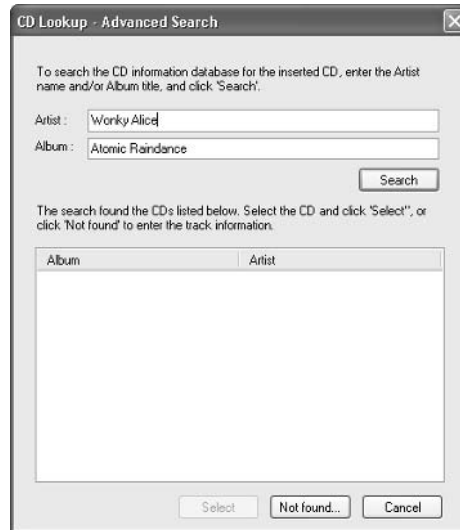 CD Lookup - Advanced Search
To search the CD information database for the inserted CD, enter the Artist
name and/or Album title, and click 'Search'.
Artist : Wonky Alice
Album : Atomic Raindance
Search
The search found the CDs listed below. Select the CD and click 'Select", or
click 'Not found' to enter the track information.
Album Artist
Select Not found... Cancel